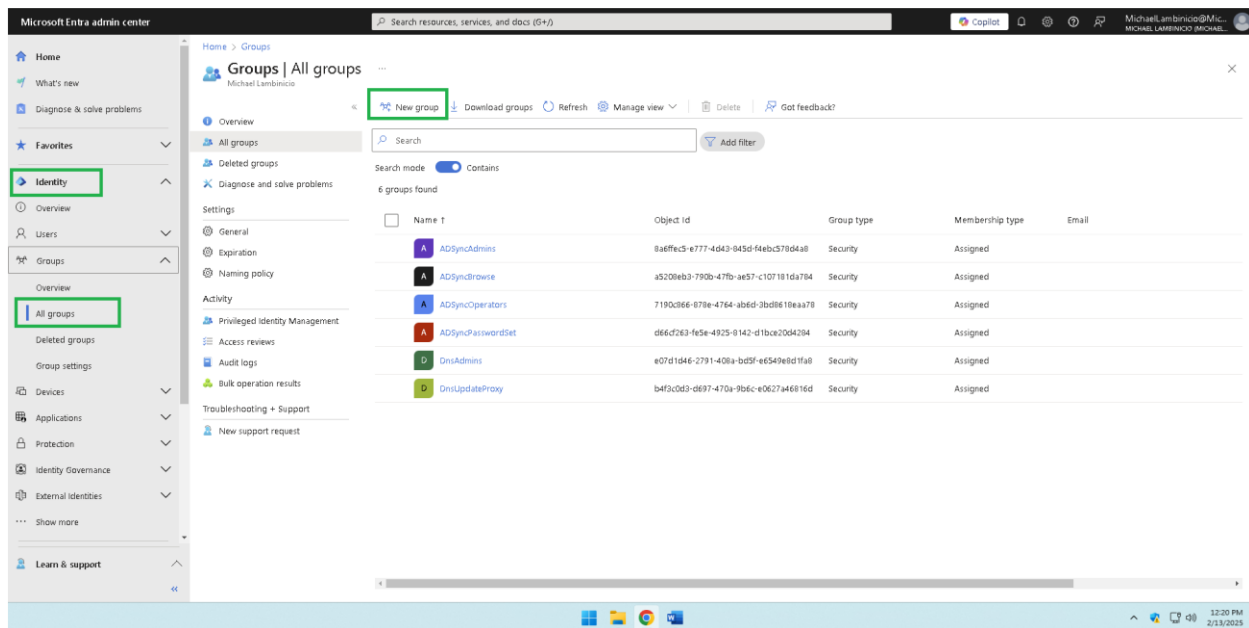 Microsoft Entra admin center
Search resources, services, and docs (G+/)
Copilot
MichaelLambinicio@Mic...
MICHAEL LAMBINICIO (MICHAEL...
Home
What's new
Diagnose & solve problems
Favorites
Identity
Overview
Users
Groups
Overview
All groups
Deleted groups
Group settings
Devices
Applications
Protection
Identity Governance
External Identities
Show more
Learn & support
Home > Groups
Groups | All groups
Michael Lambinicio
Overview
All groups
Deleted groups
Diagnose and solve problems
Settings
General
Expiration
Naming policy
Activity
Privileged Identity Management
Access reviews
Audit logs
Bulk operation results
Troubleshooting + Support
New support request
New group Download groups Refresh Manage view Delete Got feedback?
Search Add filter
Search mode Contains
6 groups found
Name ↑ Object Id Group type Membership type Email
A ADSyncAdmins 8a6ffec5-e777-4d43-845d-f4ebc578d4a8 Security Assigned
A ADSyncBrowse a5208eb3-790b-47fb-ae57-c107181da784 Security Assigned
A ADSyncOperators 7190c866-878e-4764-ab6d-3bd8618eaa78 Security Assigned
A ADSyncPasswordSet d66cf263-fe5e-4925-8142-d1bce20d4284 Security Assigned
D DnsAdmins e07d1d46-2791-408a-bd5f-e6549e8d1fa8 Security Assigned
D DnsUpdateProxy b4f3c0d3-d697-470a-9b6c-e0627a46816d Security Assigned
12:20 PM
2/13/2025